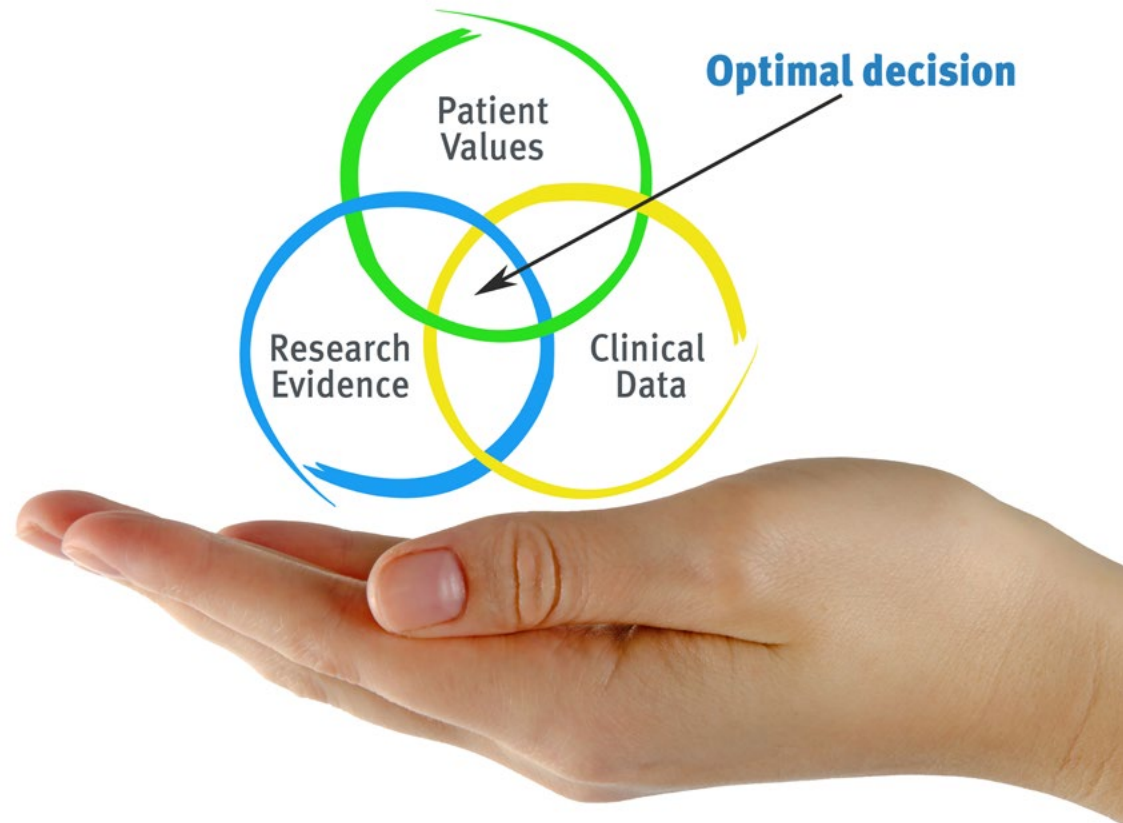 Optimal decision
Patient
Values
Research
Evidence
Clinical
Data